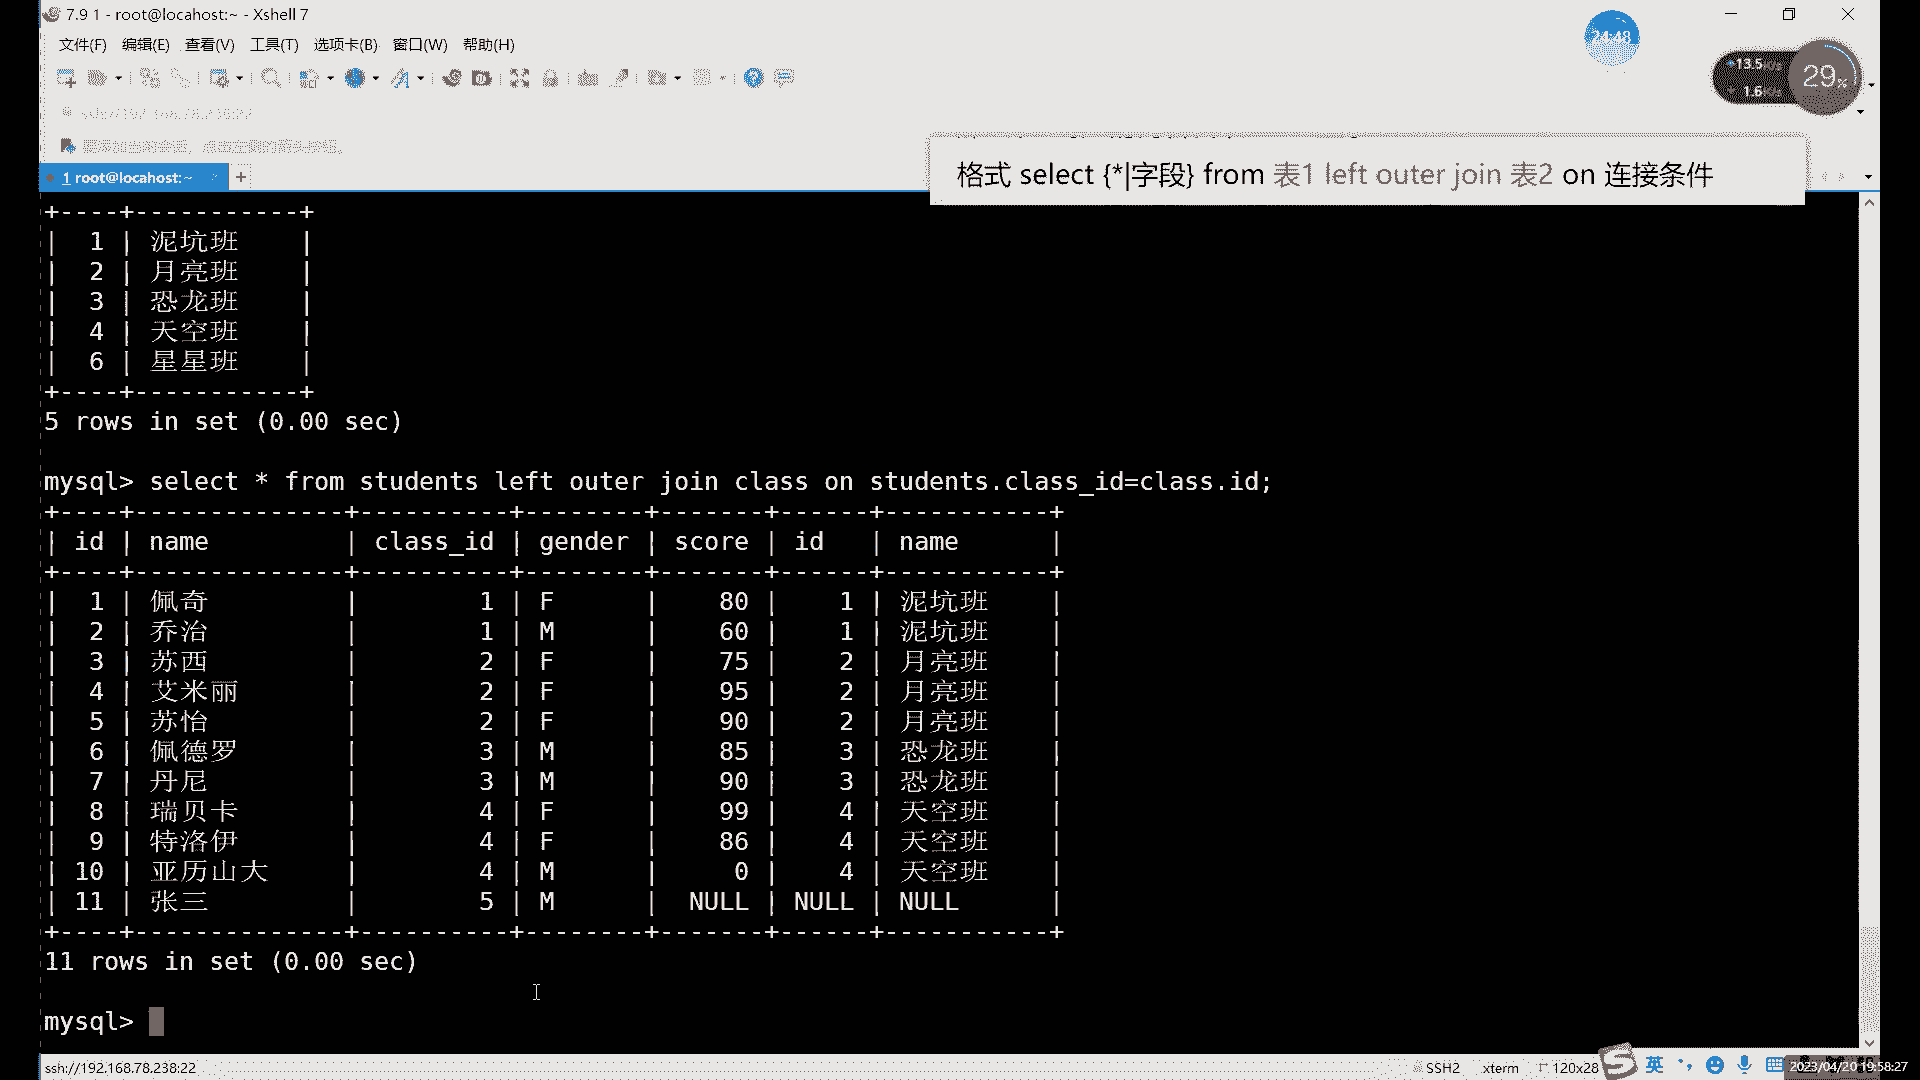 7.9 1 - root@locahost:~ - Xshell 7
文件(F) 编辑(E) 查看(V) 工具(T) 选项卡(B) 窗口(W) 帮助(H)
24:48
13.5K/s
1.6K/s
29%
1 root@locahost:~
格式 select {*|字段} from 表1 left outer join 表2 on 连接条件
+----+-----------+
| 1 | 泥坑班 |
| 2 | 月亮班 |
| 3 | 恐龙班 |
| 4 | 天空班 |
| 6 | 星星班 |
+----+-----------+
5 rows in set (0.00 sec)
mysql> select * from students left outer join class on students.class_id=class.id;
+----+--------------+----------+--------+-------+------+-----------+
| id | name | class_id | gender | score | id | name |
+----+--------------+----------+--------+-------+------+-----------+
| 1 | 佩奇 | 1 | F | 80 | 1 | 泥坑班 |
| 2 | 乔治 | 1 | M | 60 | 1 | 泥坑班 |
| 3 | 苏西 | 2 | F | 75 | 2 | 月亮班 |
| 4 | 艾米丽 | 2 | F | 95 | 2 | 月亮班 |
| 5 | 苏怡 | 2 | F | 90 | 2 | 月亮班 |
| 6 | 佩德罗 | 3 | M | 85 | 3 | 恐龙班 |
| 7 | 丹尼 | 3 | M | 90 | 3 | 恐龙班 |
| 8 | 瑞贝卡 | 4 | F | 99 | 4 | 天空班 |
| 9 | 特洛伊 | 4 | F | 86 | 4 | 天空班 |
| 10 | 亚历山大 | 4 | M | 0 | 4 | 天空班 |
| 11 | 张三 | 5 | M | NULL | NULL | NULL |
+----+--------------+----------+--------+-------+------+-----------+
11 rows in set (0.00 sec)
mysql>
ssh://192.168.78.238:22 SSH2 xterm 120x28 英 2023/04/20 19:58:27